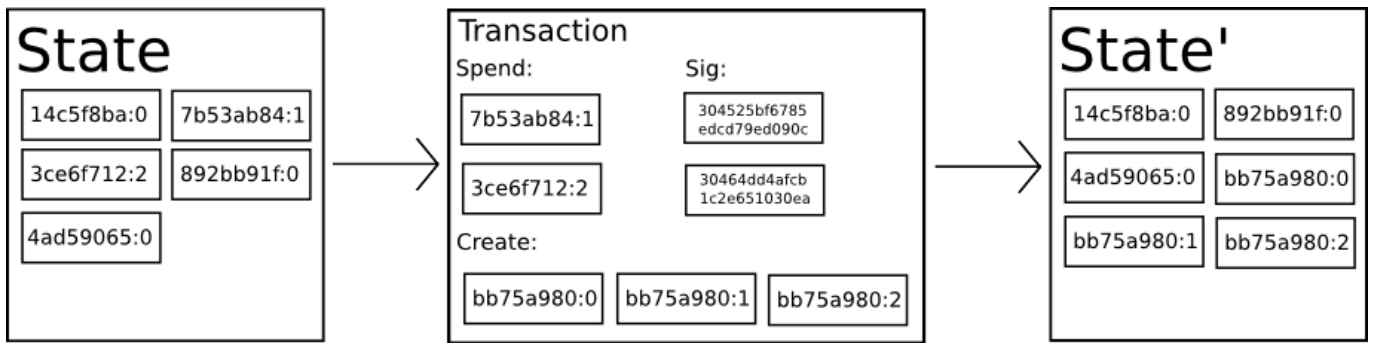 State
14c5f8ba:0 7b53ab84:1
3ce6f712:2 892bb91f:0
4ad59065:0
Transaction
Spend: Sig:
7b53ab84:1
304525bf6785
edcd79ed090c
3ce6f712:2
30464dd4afcb
1c2e651030ea
Create:
bb75a980:0 bb75a980:1 bb75a980:2
State'
14c5f8ba:0 892bb91f:0
4ad59065:0 bb75a980:0
bb75a980:1 bb75a980:2